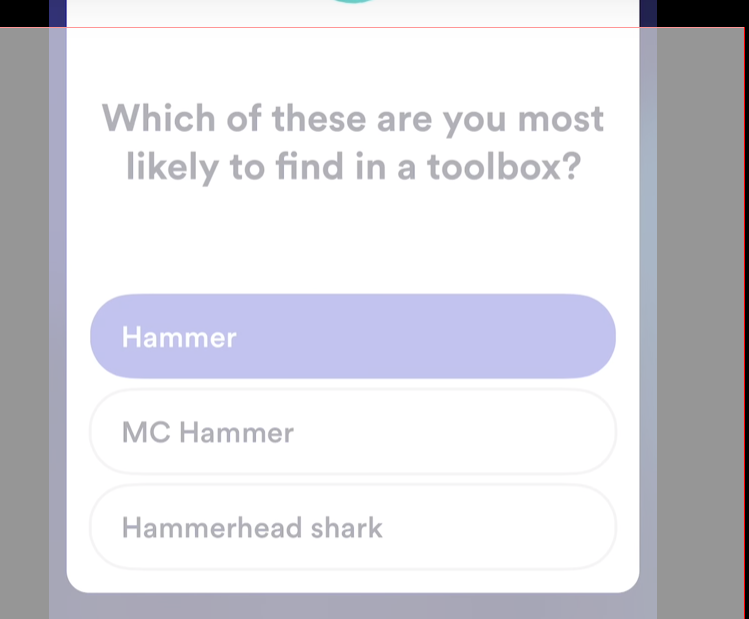 Which of these are you most
likely to find in a toolbox?
Hammer
MC Hammer
Hammerhead shark